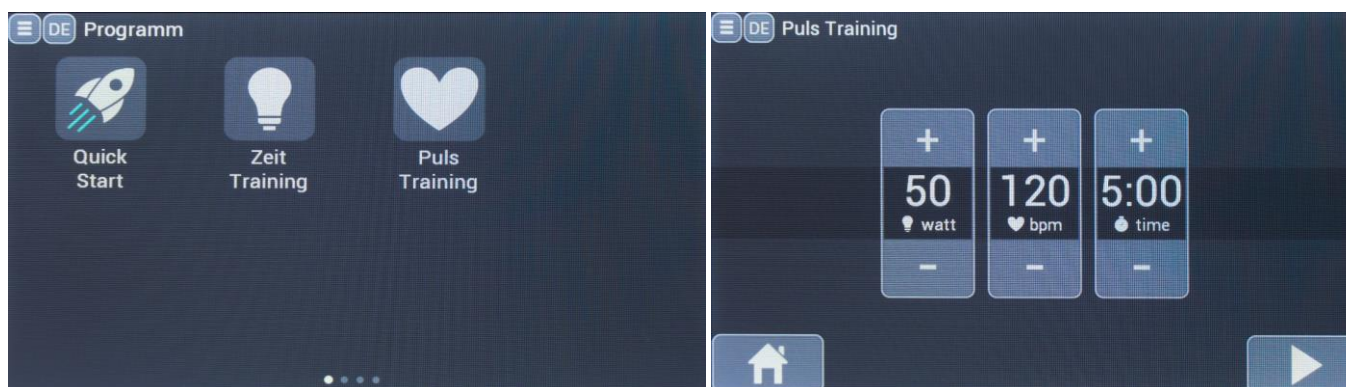 DE Programm
Quick
Start
Zeit
Training
Puls
Training
DE Puls Training
+ + +
50 120 5:00
watt bpm time
- - -